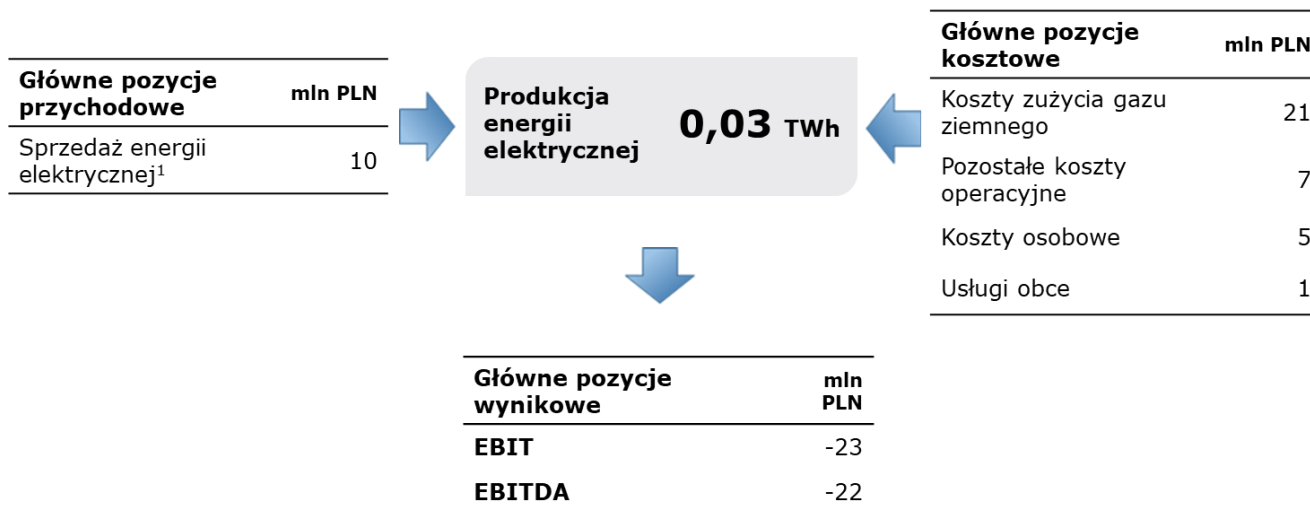 Główne pozycje
przychodowe mln PLN
Sprzedaż energii
elektrycznej¹ 10
Produkcja
energii
elektrycznej 0,03 TWh
Główne pozycje
kosztowe mln PLN
Koszty zużycia gazu
ziemnego 21
Pozostałe koszty
operacyjne 7
Koszty osobowe 5
Usługi obce 1
Główne pozycje mln
wynikowe PLN
EBIT -23
EBITDA -22